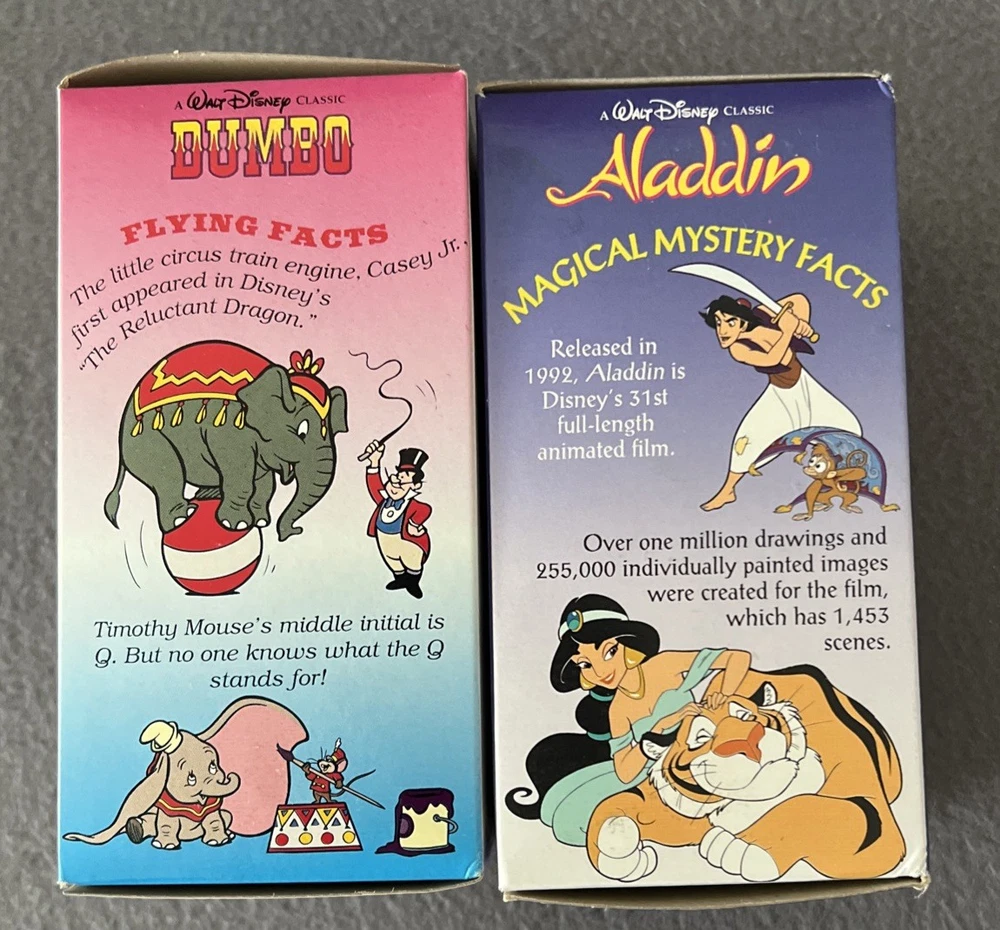 A Walt Disney CLASSIC
DUMBO
FLYING FACTS
The little circus train engine, Casey Jr.,
first appeared in Disney's
"The Reluctant Dragon."
Timothy Mouse's middle initial is
Q. But no one knows what the Q
stands for!
A Walt Disney CLASSIC
Aladdin
MAGICAL MYSTERY FACTS
Released in
1992, Aladdin is
Disney's 31st
full-length
animated film.
Over one million drawings and
255,000 individually painted images
were created for the film,
which has 1,453
scenes.